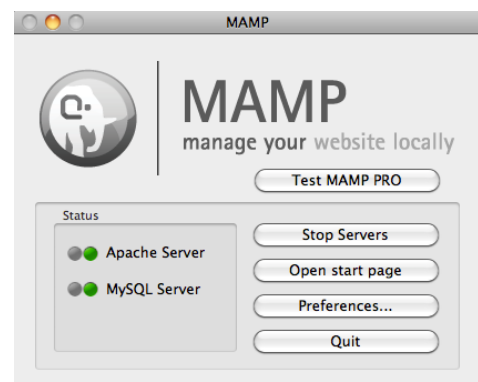 MAMP
MAMP
manage your website locally
Test MAMP PRO
Status
Apache Server
MySQL Server
Stop Servers
Open start page
Preferences...
Quit